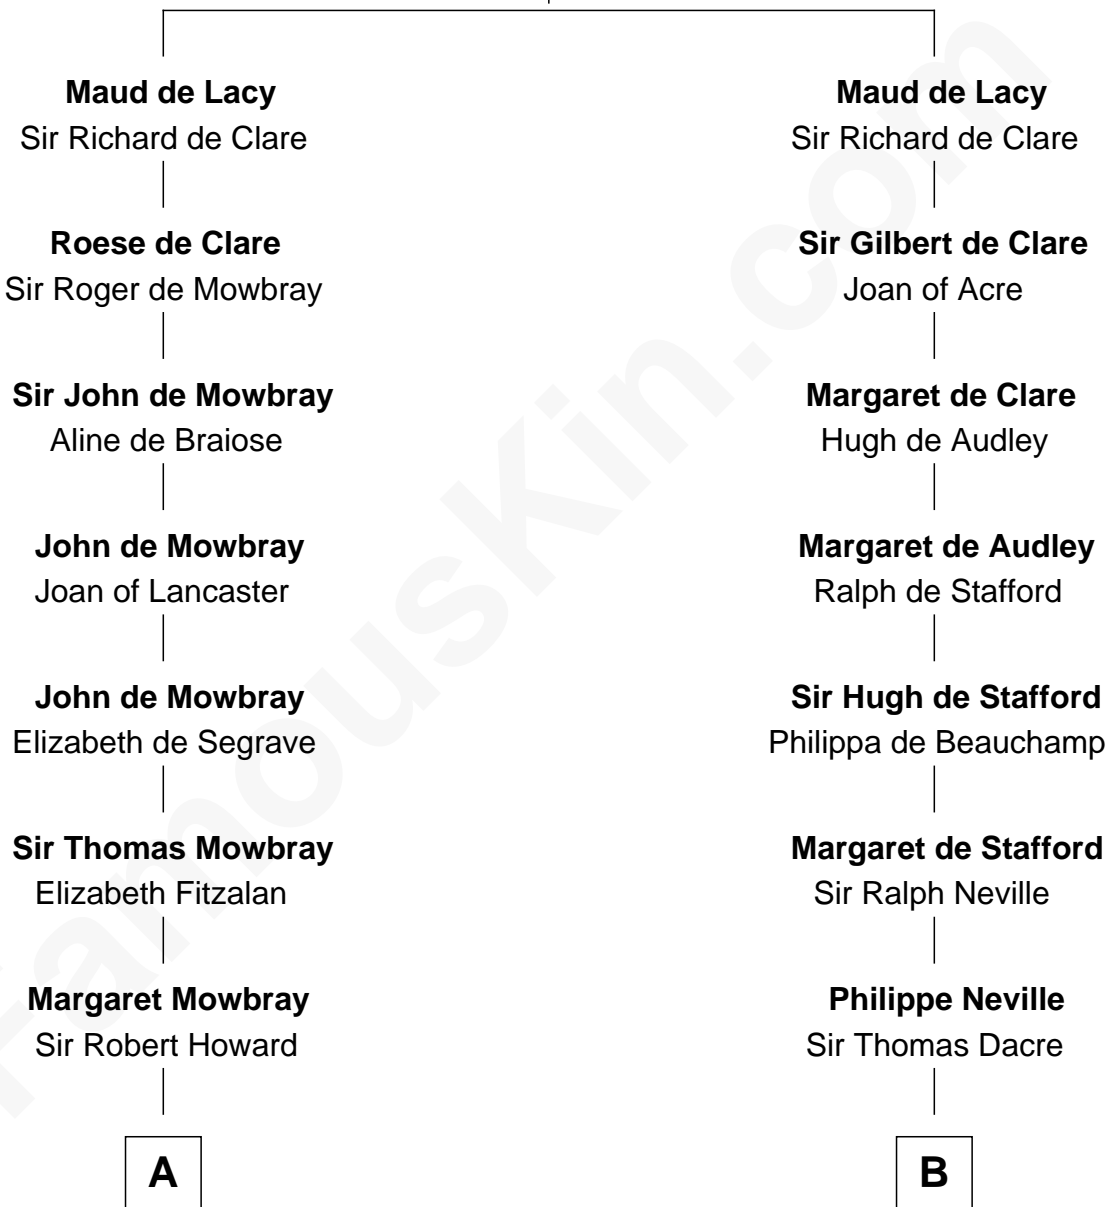 Maud de Lacy
Sir Richard de Clare
Roese de Clare
Sir Roger de Mowbray
Sir John de Mowbray
Aline de Braiose
John de Mowbray
Joan of Lancaster
John de Mowbray
Elizabeth de Segrave
Sir Thomas Mowbray
Elizabeth Fitzalan
Margaret Mowbray
Sir Robert Howard
A
Maud de Lacy
Sir Richard de Clare
Sir Gilbert de Clare
Joan of Acre
Margaret de Clare
Hugh de Audley
Margaret de Audley
Ralph de Stafford
Sir Hugh de Stafford
Philippa de Beauchamp
Margaret de Stafford
Sir Ralph Neville
Philippe Neville
Sir Thomas Dacre
B
FamousKin.com